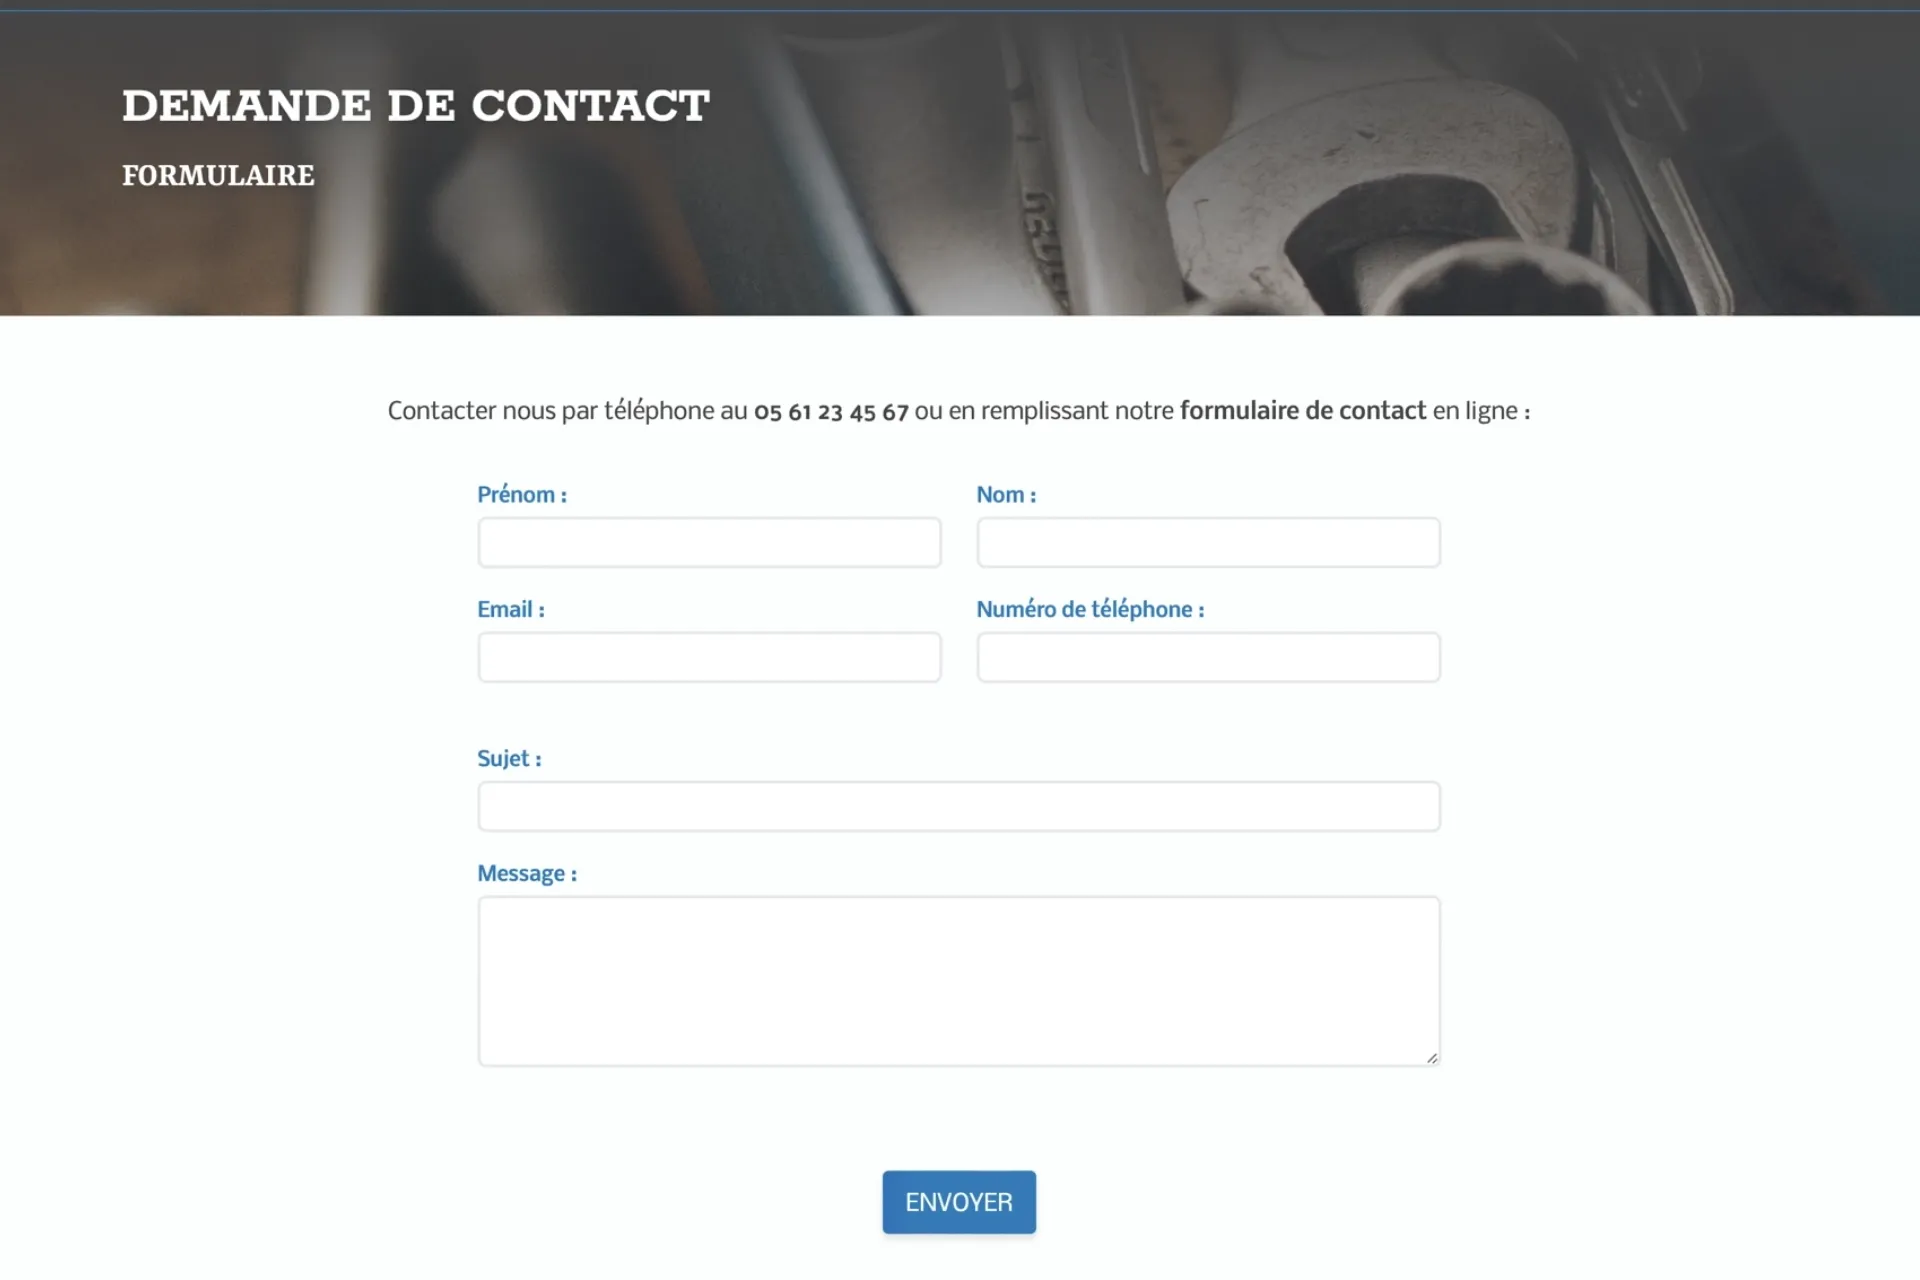 DEMANDE DE CONTACT
FORMULAIRE
Contacter nous par téléphone au 05 61 23 45 67 ou en remplissant notre formulaire de contact en ligne :
Prénom :
Nom :
Email :
Numéro de téléphone :
Sujet :
Message :
ENVOYER